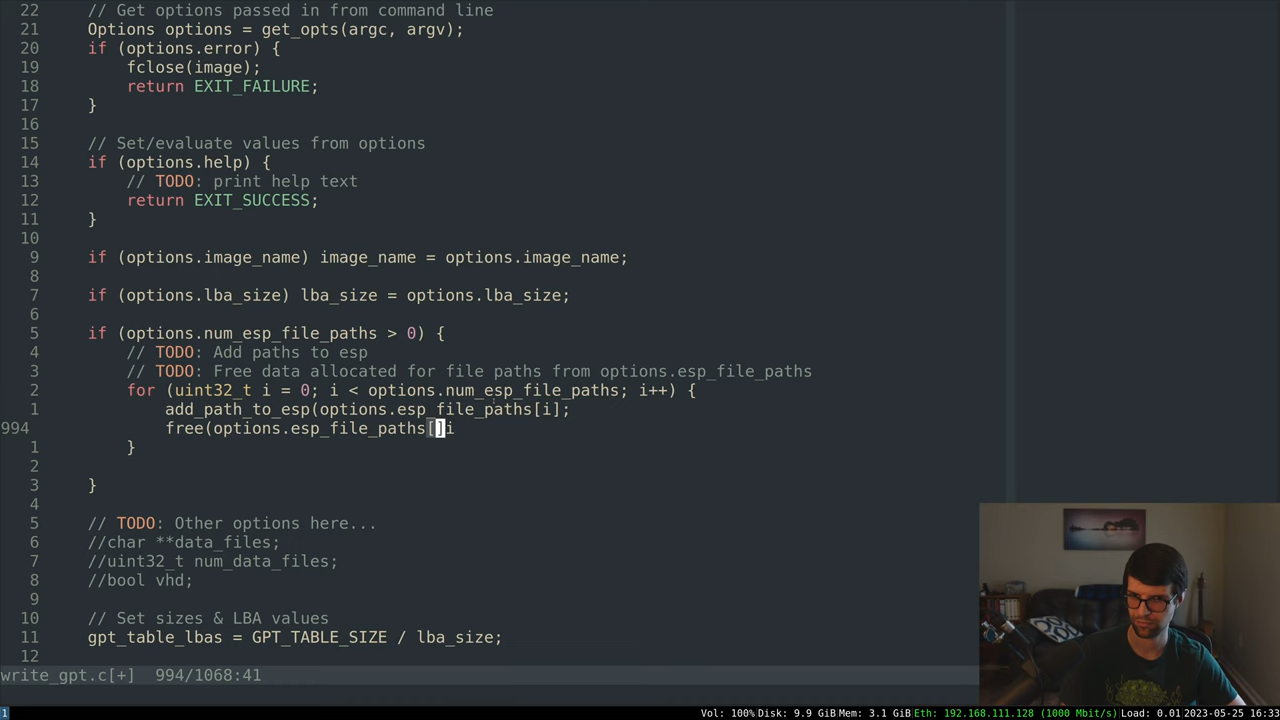 22    // Get options passed in from command line
21    Options options = get_opts(argc, argv);
20    if (options.error) {
19        fclose(image);
18        return EXIT_FAILURE;
17    }
16
15    // Set/evaluate values from options
14    if (options.help) {
13        // TODO: print help text
12        return EXIT_SUCCESS;
11    }
10
9    if (options.image_name) image_name = options.image_name;
8
7    if (options.lba_size) lba_size = options.lba_size;
6
5    if (options.num_esp_file_paths > 0) {
4        // TODO: Add paths to esp
3        // TODO: Free data allocated for file paths from options.esp_file_paths
2        for (uint32_t i = 0; i < options.num_esp_file_paths; i++) {
1            add_path_to_esp(options.esp_file_paths[i];
994            free(options.esp_file_paths[]i
1        }
2
3    }
4
5    // TODO: Other options here...
6    //char **data_files;
7    //uint32_t num_data_files;
8    //bool vhd;
9
10    // Set sizes & LBA values
11    gpt_table_lbas = GPT_TABLE_SIZE / lba_size;
12
write_gpt.c[+]  994/1068:41
1 Vol: 100% Disk: 9.9 GiB Mem: 3.1 GiB Eth: 192.168.111.128 (1000 Mbit/s) Load: 0.01 2023-05-25 16:33